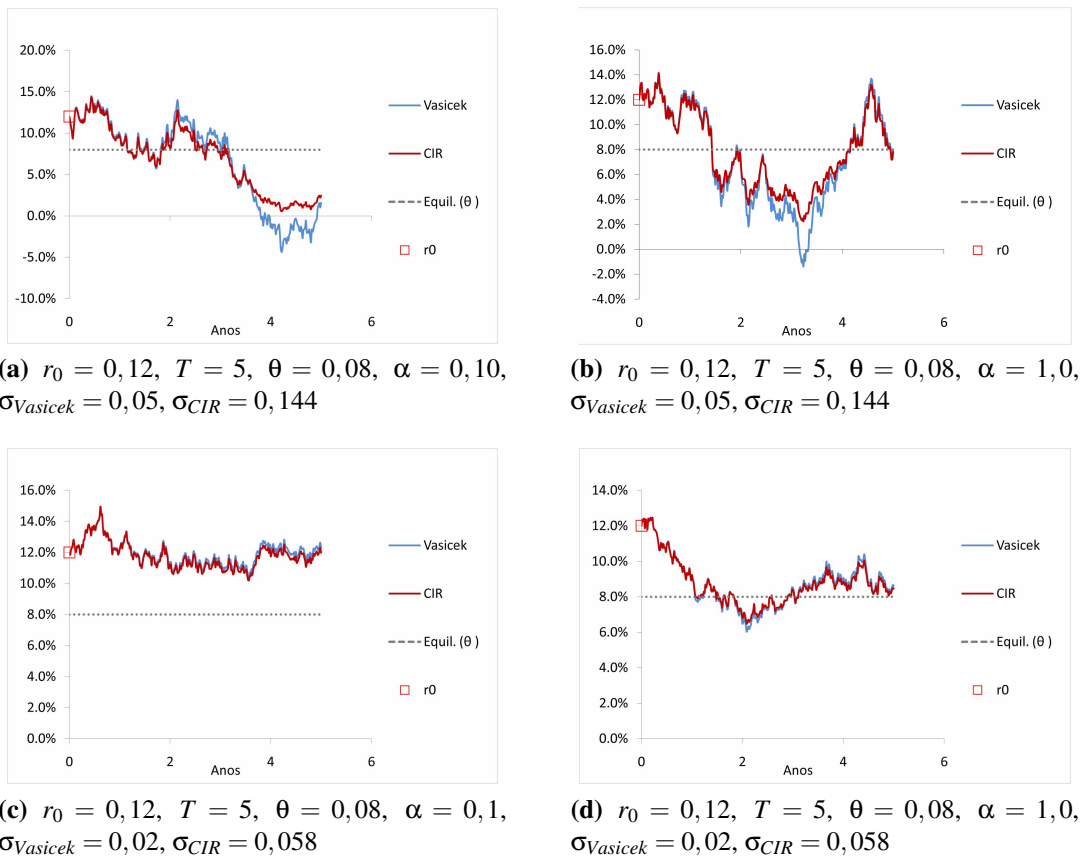 20.0%
15.0%
10.0%
5.0%
0.0%
-5.0%
-10.0%
0
2
4
6
Anos
Vasicek
CIR
Equil. (θ )
r0
(a) r0 = 0,12, T = 5, θ = 0,08, α = 0,10,
σVasicek = 0,05, σCIR = 0,144
16.0%
14.0%
12.0%
10.0%
8.0%
6.0%
4.0%
2.0%
0.0%
-2.0%
-4.0%
0
2
4
6
Anos
Vasicek
CIR
Equil. (θ )
r0
(b) r0 = 0,12, T = 5, θ = 0,08, α = 1,0,
σVasicek = 0,05, σCIR = 0,144
16.0%
14.0%
12.0%
10.0%
8.0%
6.0%
4.0%
2.0%
0.0%
0
2
4
6
Anos
Vasicek
CIR
Equil. (θ )
r0
(c) r0 = 0,12, T = 5, θ = 0,08, α = 0,1,
σVasicek = 0,02, σCIR = 0,058
14.0%
12.0%
10.0%
8.0%
6.0%
4.0%
2.0%
0.0%
0
2
4
6
Anos
Vasicek
CIR
Equil. (θ )
r0
(d) r0 = 0,12, T = 5, θ = 0,08, α = 1,0,
σVasicek = 0,02, σCIR = 0,058